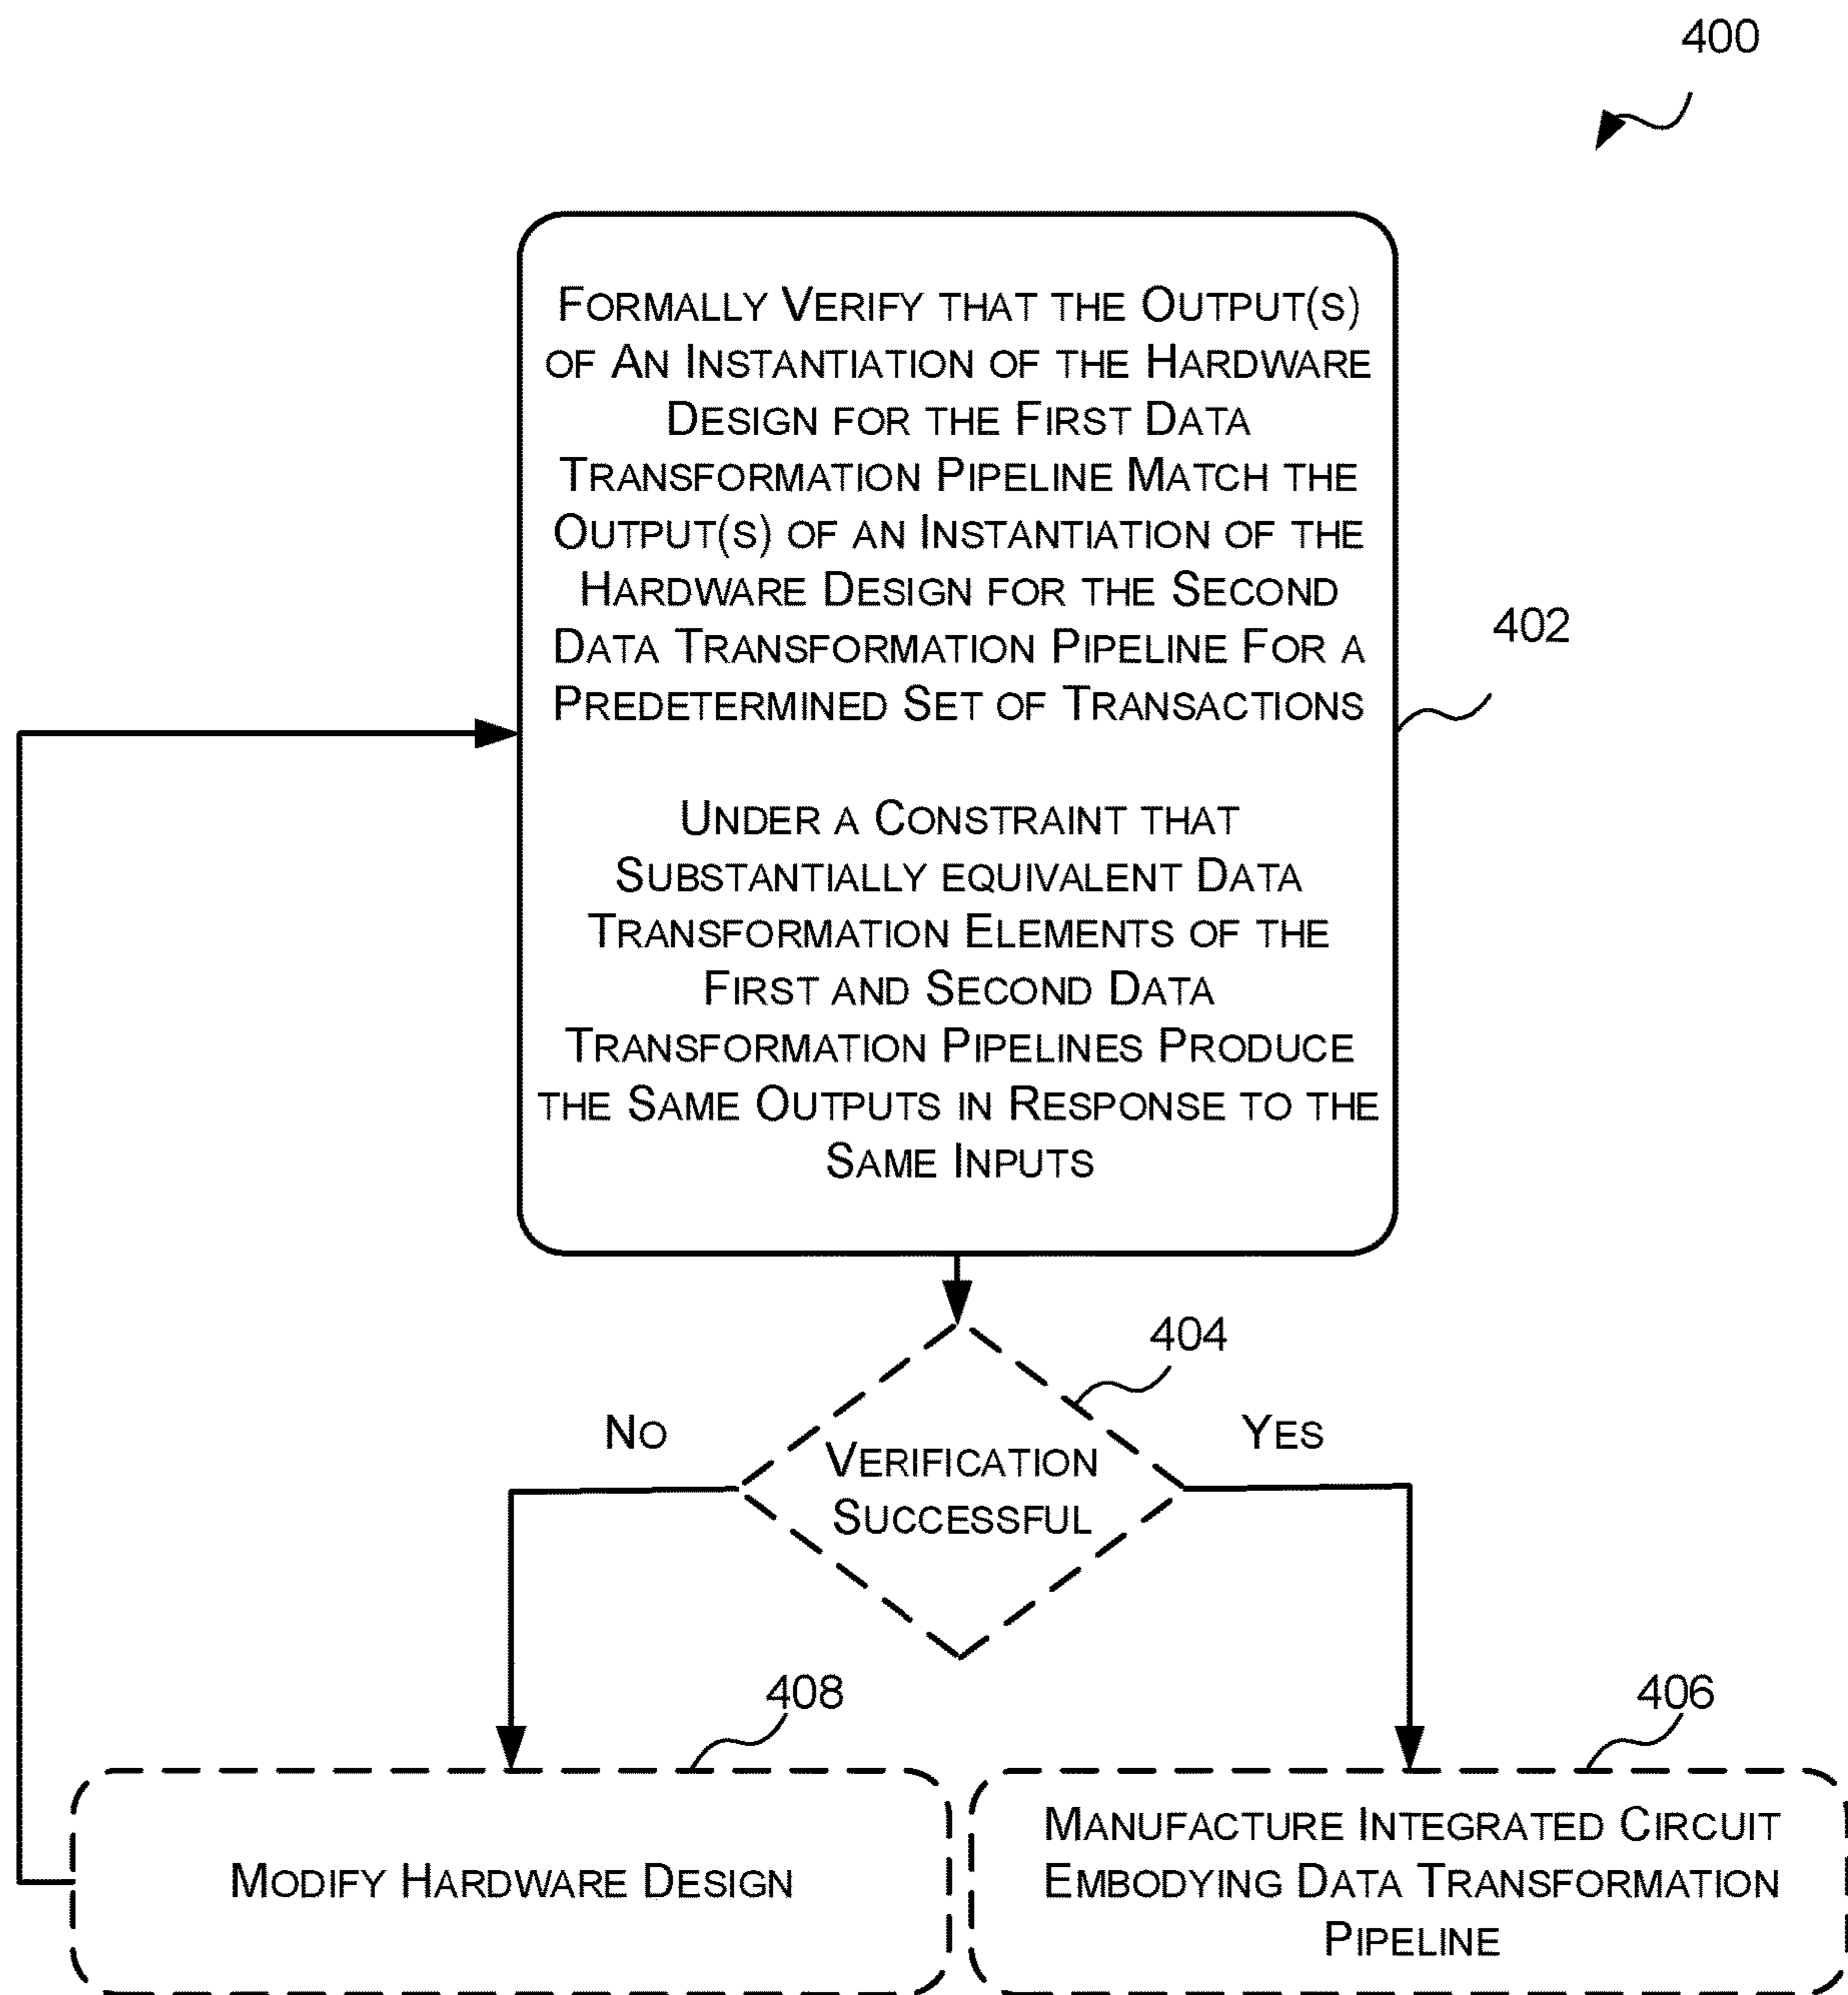 400
FORMALLY VERIFY THAT THE OUTPUT(S)
OF AN INSTANTIATION OF THE HARDWARE
DESIGN FOR THE FIRST DATA
TRANSFORMATION PIPELINE MATCH THE
OUTPUT(S) OF AN INSTANTIATION OF THE
HARDWARE DESIGN FOR THE SECOND
DATA TRANSFORMATION PIPELINE FOR A
PREDETERMINED SET OF TRANSACTIONS
402
UNDER A CONSTRAINT THAT
SUBSTANTIALLY EQUIVALENT DATA
TRANSFORMATION ELEMENTS OF THE
FIRST AND SECOND DATA
TRANSFORMATION PIPELINES PRODUCE
THE SAME OUTPUTS IN RESPONSE TO THE
SAME INPUTS
404
NO
YES
VERIFICATION
SUCCESSFUL
408
406
MODIFY HARDWARE DESIGN
MANUFACTURE INTEGRATED CIRCUIT
EMBODYING DATA TRANSFORMATION
PIPELINE